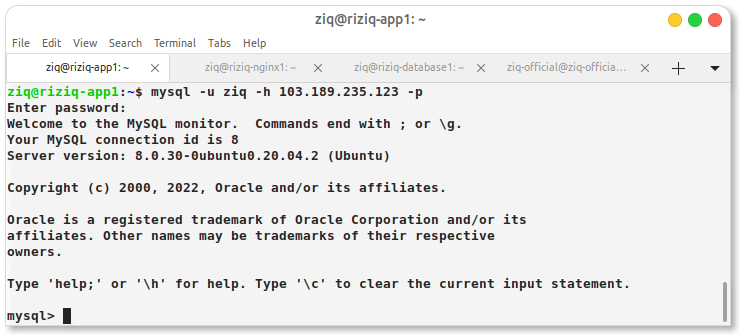 ziq@riziq-app1: ~
File Edit View Search Terminal Tabs Help
ziq@riziq-app1: ~ × ziq@riziq-nginx1: ~ × ziq@riziq-database1: ~ × ziq-official@ziq-officia... ×
ziq@riziq-app1:~$ mysql -u ziq -h 103.189.235.123 -p
Enter password:
Welcome to the MySQL monitor.  Commands end with ; or \g.
Your MySQL connection id is 8
Server version: 8.0.30-0ubuntu0.20.04.2 (Ubuntu)
Copyright (c) 2000, 2022, Oracle and/or its affiliates.
Oracle is a registered trademark of Oracle Corporation and/or its
affiliates. Other names may be trademarks of their respective
owners.
Type 'help;' or '\h' for help. Type '\c' to clear the current input statement.
mysql>